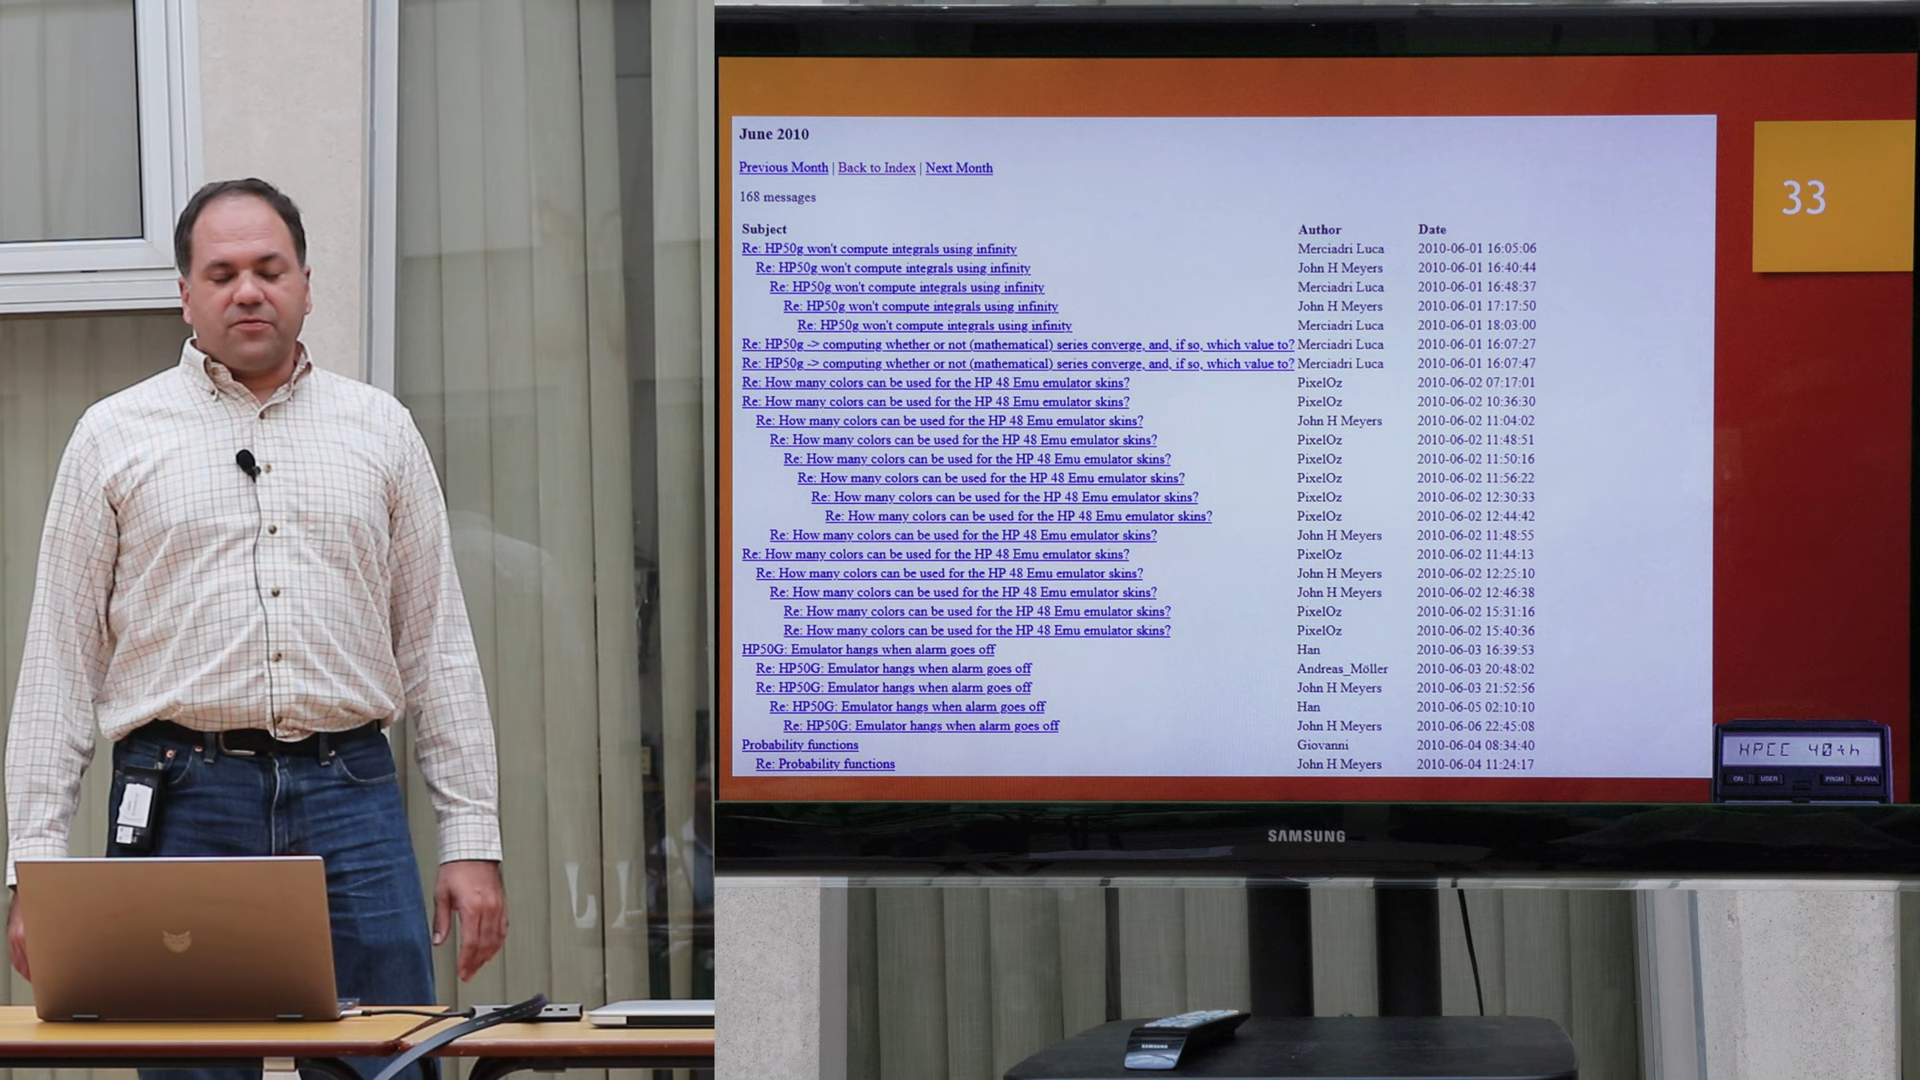 June 2010
Previous Month | Back to Index | Next Month
168 messages
Subject Author Date
Re: HP50g won't compute integrals using infinity Merciadri Luca 2010-06-01 16:05:06
Re: HP50g won't compute integrals using infinity John H Meyers 2010-06-01 16:40:44
Re: HP50g won't compute integrals using infinity Merciadri Luca 2010-06-01 16:48:37
Re: HP50g won't compute integrals using infinity John H Meyers 2010-06-01 17:17:50
Re: HP50g won't compute integrals using infinity Merciadri Luca 2010-06-01 18:03:00
Re: HP50g -> computing whether or not (mathematical) series converge, and, if so, which value to? Merciadri Luca 2010-06-01 16:07:27
Re: HP50g -> computing whether or not (mathematical) series converge, and, if so, which value to? Merciadri Luca 2010-06-01 16:07:47
Re: How many colors can be used for the HP 48 Emu emulator skins? PixelOz 2010-06-02 07:17:01
Re: How many colors can be used for the HP 48 Emu emulator skins? PixelOz 2010-06-02 10:36:30
Re: How many colors can be used for the HP 48 Emu emulator skins? John H Meyers 2010-06-02 11:04:02
Re: How many colors can be used for the HP 48 Emu emulator skins? PixelOz 2010-06-02 11:48:51
Re: How many colors can be used for the HP 48 Emu emulator skins? PixelOz 2010-06-02 11:50:16
Re: How many colors can be used for the HP 48 Emu emulator skins? PixelOz 2010-06-02 11:56:22
Re: How many colors can be used for the HP 48 Emu emulator skins? PixelOz 2010-06-02 12:30:33
Re: How many colors can be used for the HP 48 Emu emulator skins? PixelOz 2010-06-02 12:44:42
Re: How many colors can be used for the HP 48 Emu emulator skins? John H Meyers 2010-06-02 11:48:55
Re: How many colors can be used for the HP 48 Emu emulator skins? PixelOz 2010-06-02 11:44:13
Re: How many colors can be used for the HP 48 Emu emulator skins? John H Meyers 2010-06-02 12:25:10
Re: How many colors can be used for the HP 48 Emu emulator skins? John H Meyers 2010-06-02 12:46:38
Re: How many colors can be used for the HP 48 Emu emulator skins? PixelOz 2010-06-02 15:31:16
Re: How many colors can be used for the HP 48 Emu emulator skins? PixelOz 2010-06-02 15:40:36
HP50G: Emulator hangs when alarm goes off Han 2010-06-03 16:39:53
Re: HP50G: Emulator hangs when alarm goes off Andreas_Möller 2010-06-03 20:48:02
Re: HP50G: Emulator hangs when alarm goes off John H Meyers 2010-06-03 21:52:56
Re: HP50G: Emulator hangs when alarm goes off Han 2010-06-05 02:10:10
Re: HP50G: Emulator hangs when alarm goes off John H Meyers 2010-06-06 22:45:08
Probability functions Giovanni 2010-06-04 08:34:40
Re: Probability functions John H Meyers 2010-06-04 11:24:17
33
HPCC 40th
ON USER PRGM ALPHA
SAMSUNG
SAMSUNG